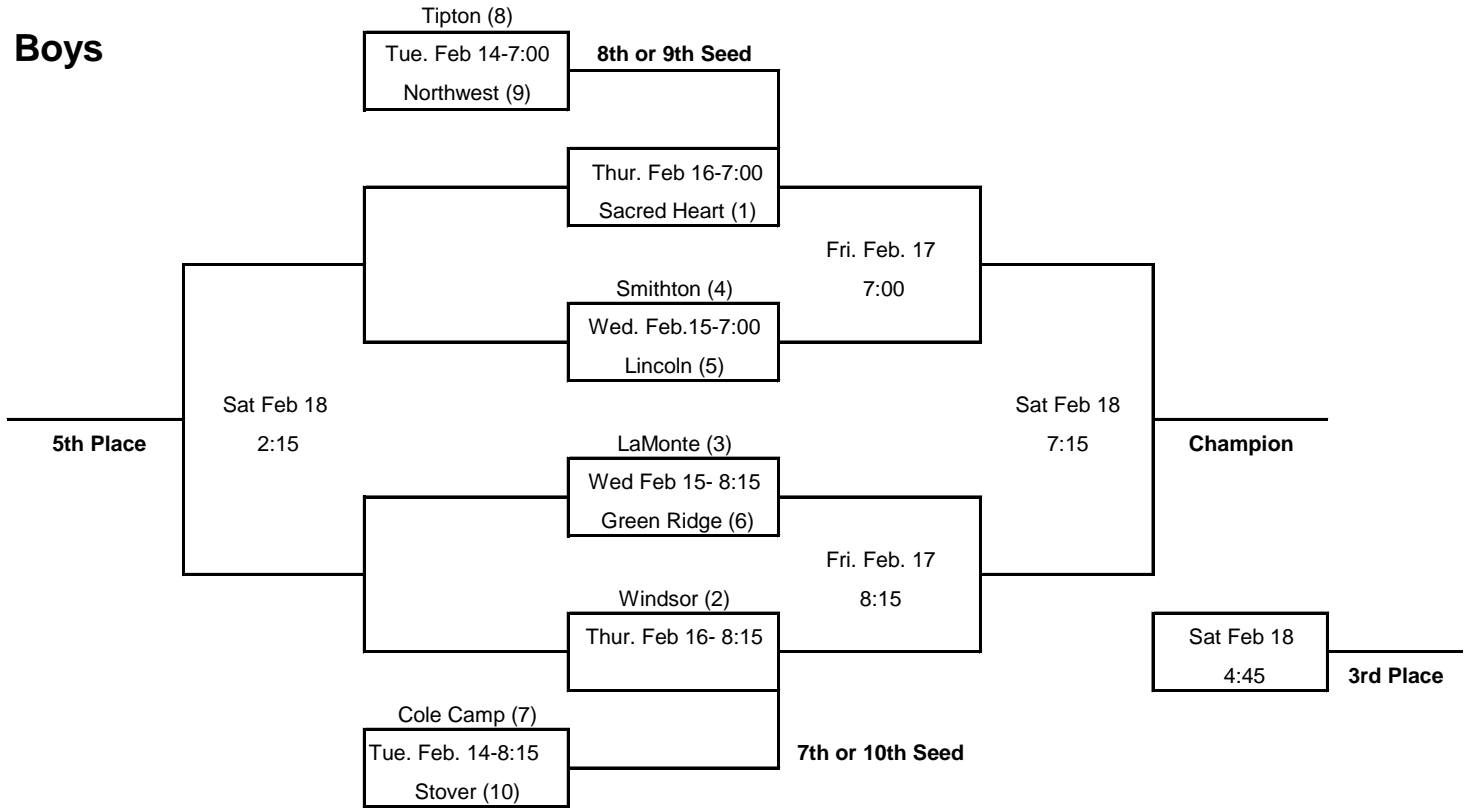 Boys
Tipton (8)
Tue. Feb 14-7:00
Northwest (9)
8th or 9th Seed
Thur. Feb 16-7:00
Sacred Heart (1)
Fri. Feb. 17
7:00
Smithton (4)
Wed. Feb.15-7:00
Lincoln (5)
Sat Feb 18
2:15
5th Place
Sat Feb 18
7:15
Champion
LaMonte (3)
Wed Feb 15- 8:15
Green Ridge (6)
Fri. Feb. 17
8:15
Windsor (2)
Thur. Feb 16- 8:15
Sat Feb 18
4:45
3rd Place
Cole Camp (7)
Tue. Feb. 14-8:15
Stover (10)
7th or 10th Seed